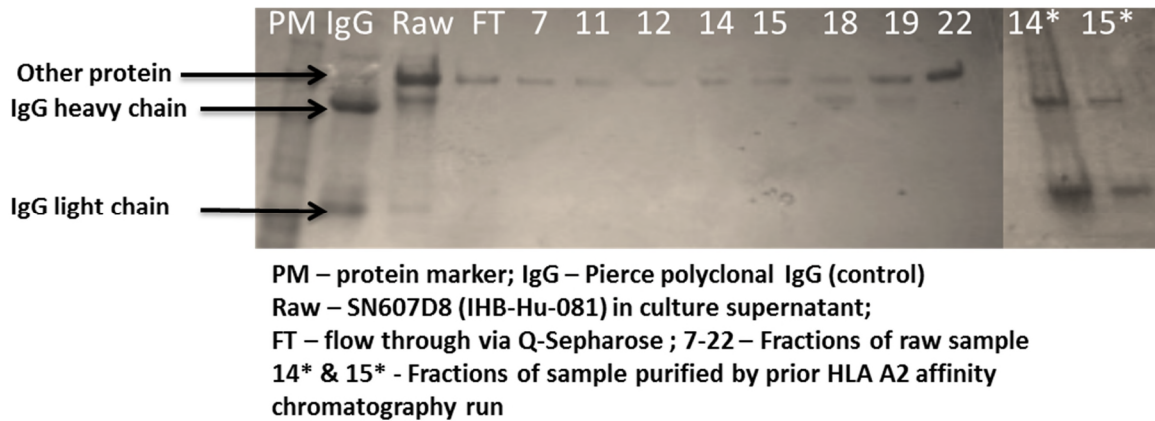 PM IgG Raw FT 7 11 12 14 15 18 19 22 14* 15*
Other protein
IgG heavy chain
IgG light chain
PM – protein marker; IgG – Pierce polyclonal IgG (control)
Raw – SN607D8 (IHB-Hu-081) in culture supernatant;
FT – flow through via Q-Sepharose ; 7-22 – Fractions of raw sample
14* & 15* - Fractions of sample purified by prior HLA A2 affinity
chromatography run